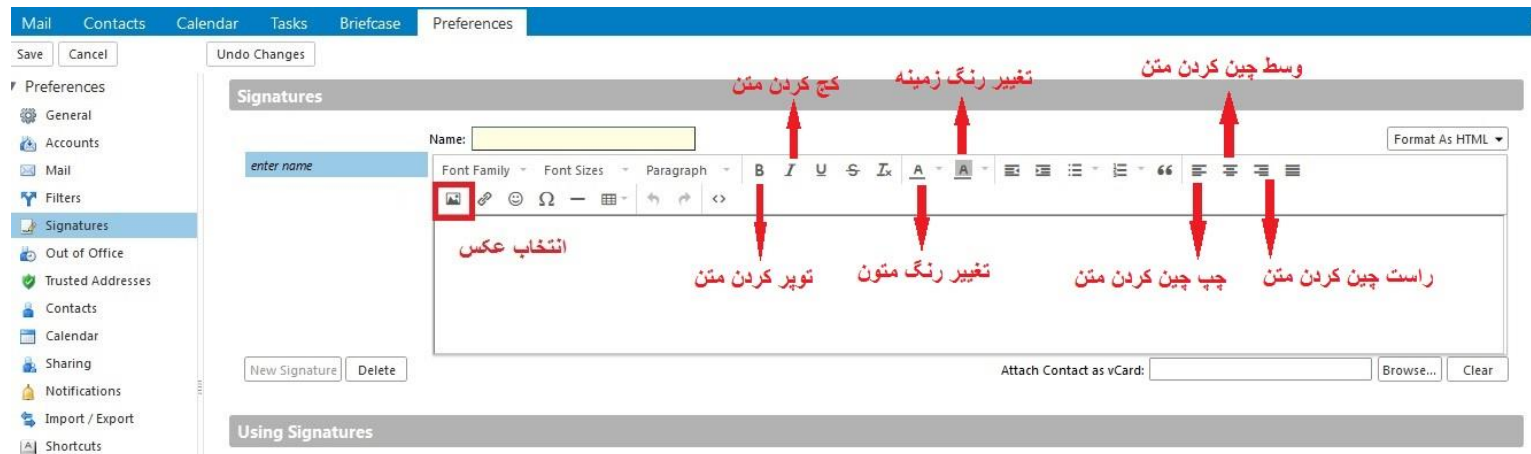 Mail Contacts Calendar Tasks Briefcase Preferences
Save Cancel Undo Changes
وسط چین کردن متن
تغییر رنگ زمینه
کج کردن متن
Preferences
Signatures
General
Name:
Format As HTML
Accounts
enter name
Mail
Font Family Font Sizes Paragraph B I U S Ix A A
Filters
Ω
Signatures
انتخاب عکس
Out of Office
توپر کردن متن
تغییر رنگ متون
چپ چین کردن متن
راست چین کردن متن
Trusted Addresses
Contacts
Calendar
Sharing
New Signature Delete
Attach Contact as vCard:
Browse... Clear
Notifications
Import / Export
Using Signatures
Shortcuts